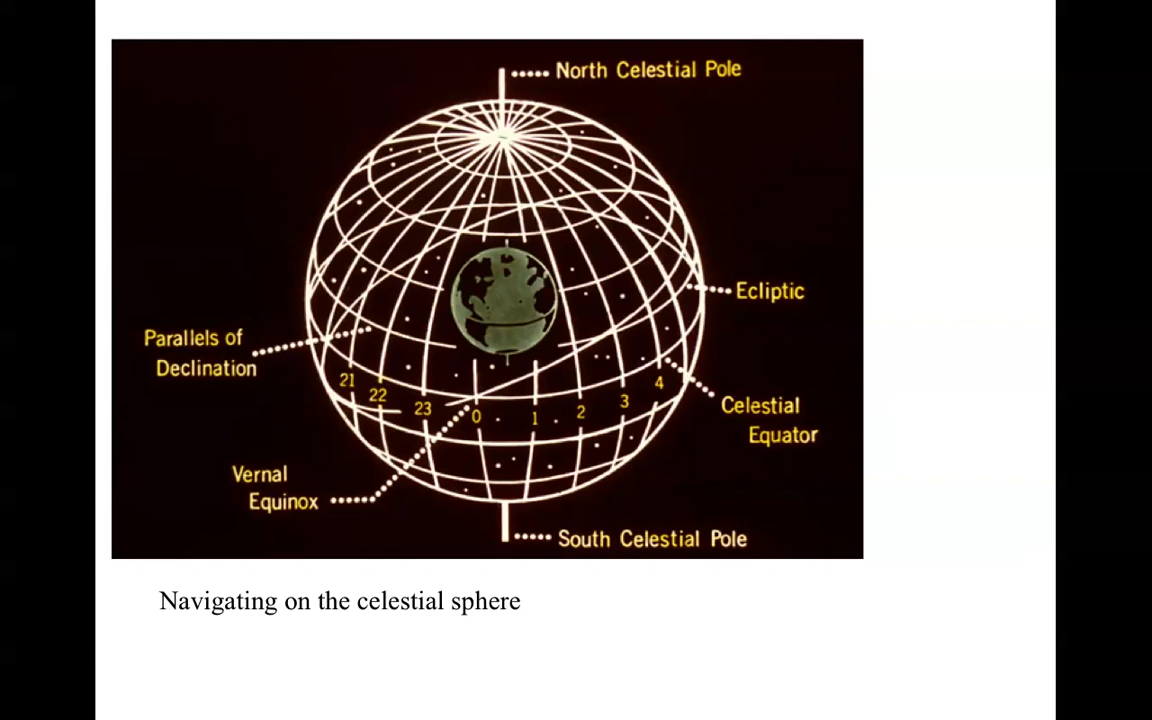 North Celestial Pole
Ecliptic
Parallels of
Declination
21
22
23
0
1
2
3
4
Celestial
Equator
Vernal
Equinox
South Celestial Pole
Navigating on the celestial sphere